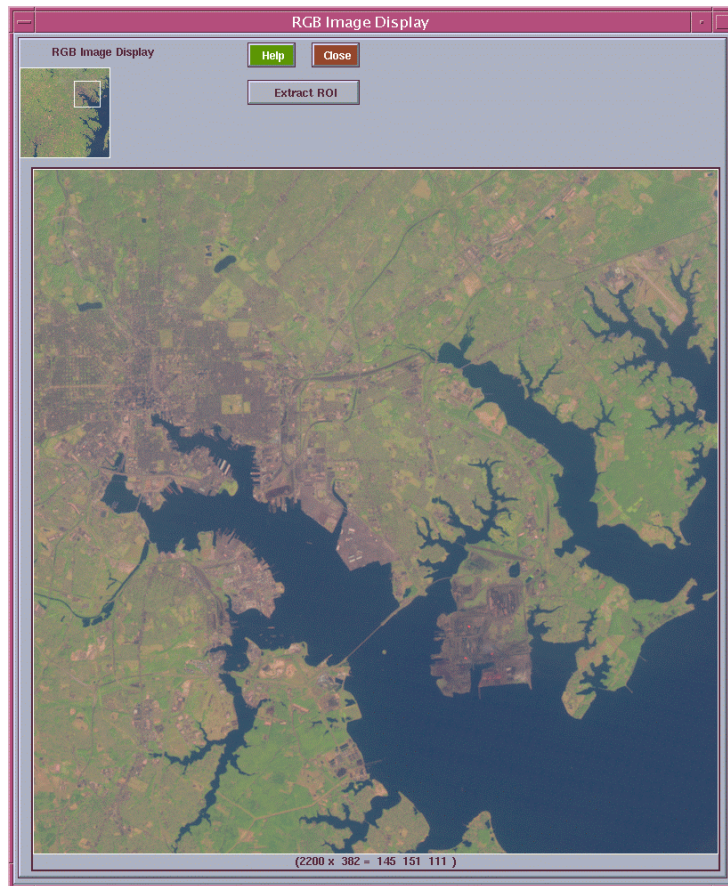 RGB Image Display
RGB Image Display
Help
Close
Extract ROI
(2200 x 382 = 145 151 111 )